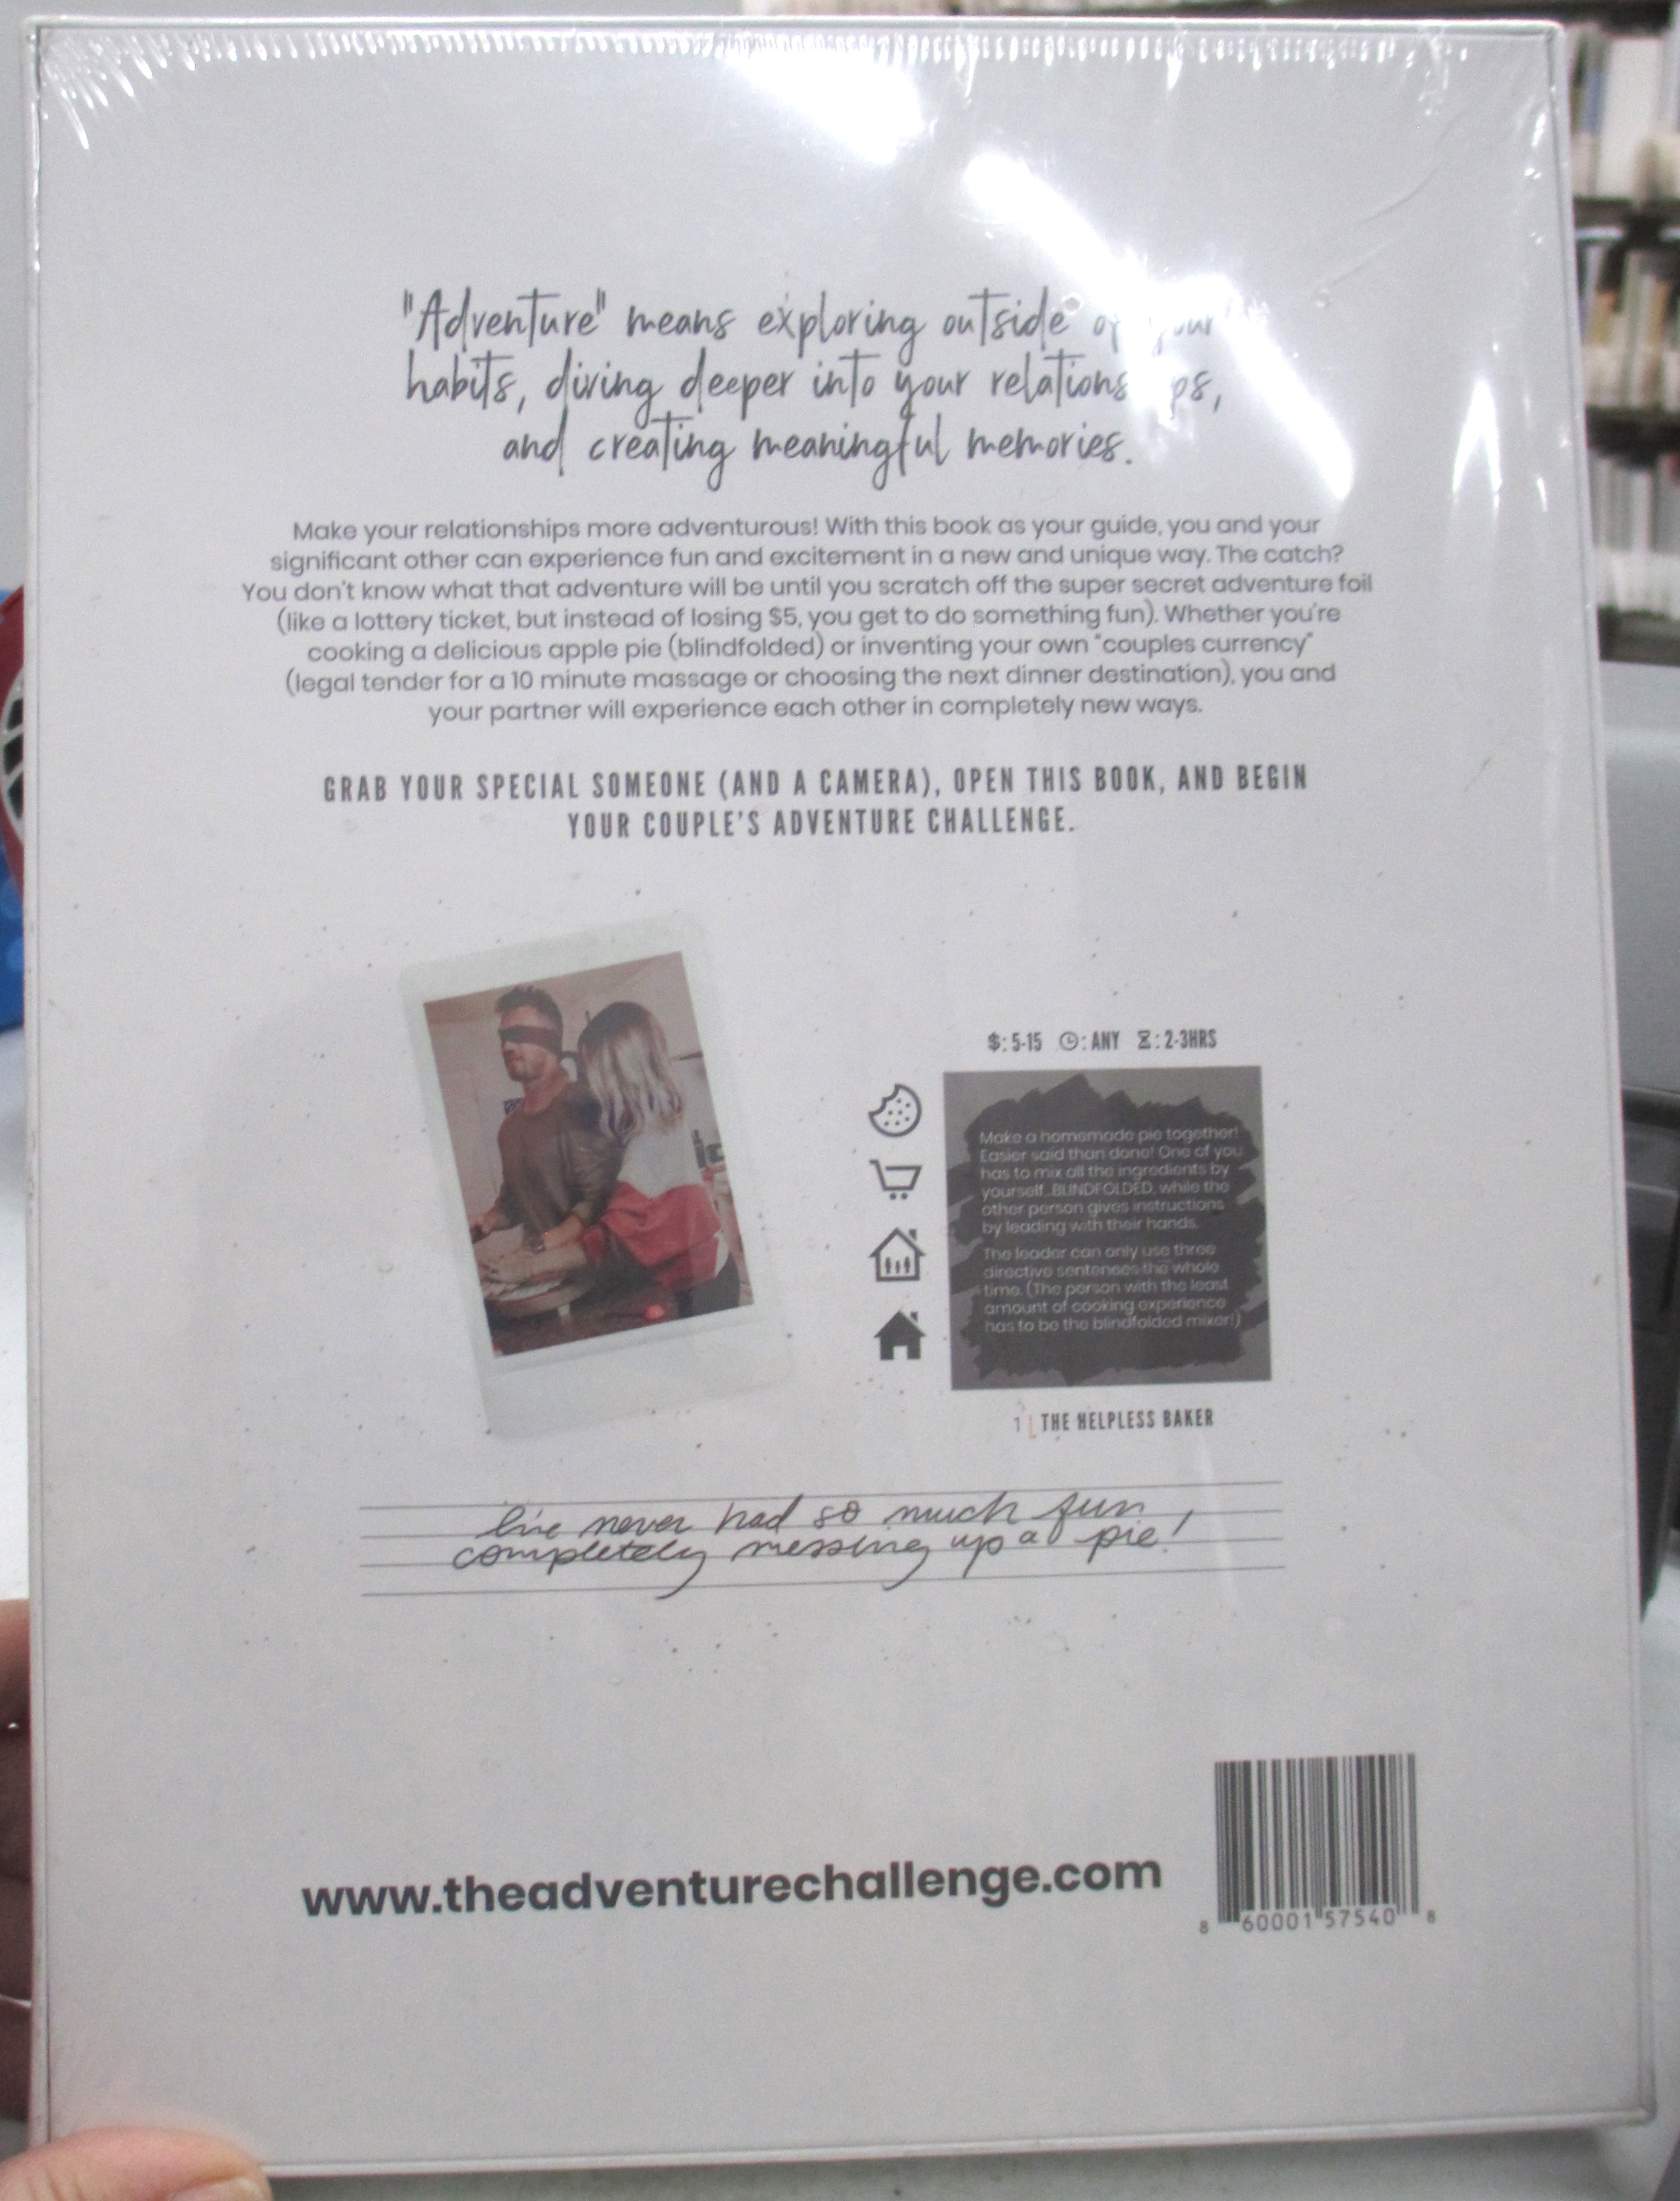 "Adventure" means exploring outside of your
habits, diving deeper into your relationships,
and creating meaningful memories.
Make your relationships more adventurous! With this book as your guide, you and your
significant other can experience fun and excitement in a new and unique way. The catch?
You don't know what that adventure will be until you scratch off the super secret adventure foil
(like a lottery ticket, but instead of losing $5, you get to do something fun). Whether you're
cooking a delicious apple pie (blindfolded) or inventing your own "couples currency"
(legal tender for a 10 minute massage or choosing the next dinner destination), you and
your partner will experience each other in completely new ways.
GRAB YOUR SPECIAL SOMEONE (AND A CAMERA), OPEN THIS BOOK, AND BEGIN
YOUR COUPLE'S ADVENTURE CHALLENGE.
$: 5-15 : ANY : 2-3HRS
Make a homemade pie together!
Easier said than done! One of you
has to mix all the ingredients by
yourself...BLINDFOLDED, while the
other person gives instructions
by leading with their hands.
The leader can only use three
directive sentences the whole
time. (The person with the least
amount of cooking experience
has to be the blindfolded mixer!)
1 | THE HELPLESS BAKER
I've never had so much fun
completely messing up a pie!
www.theadventurechallenge.com
8 60001 57540 8